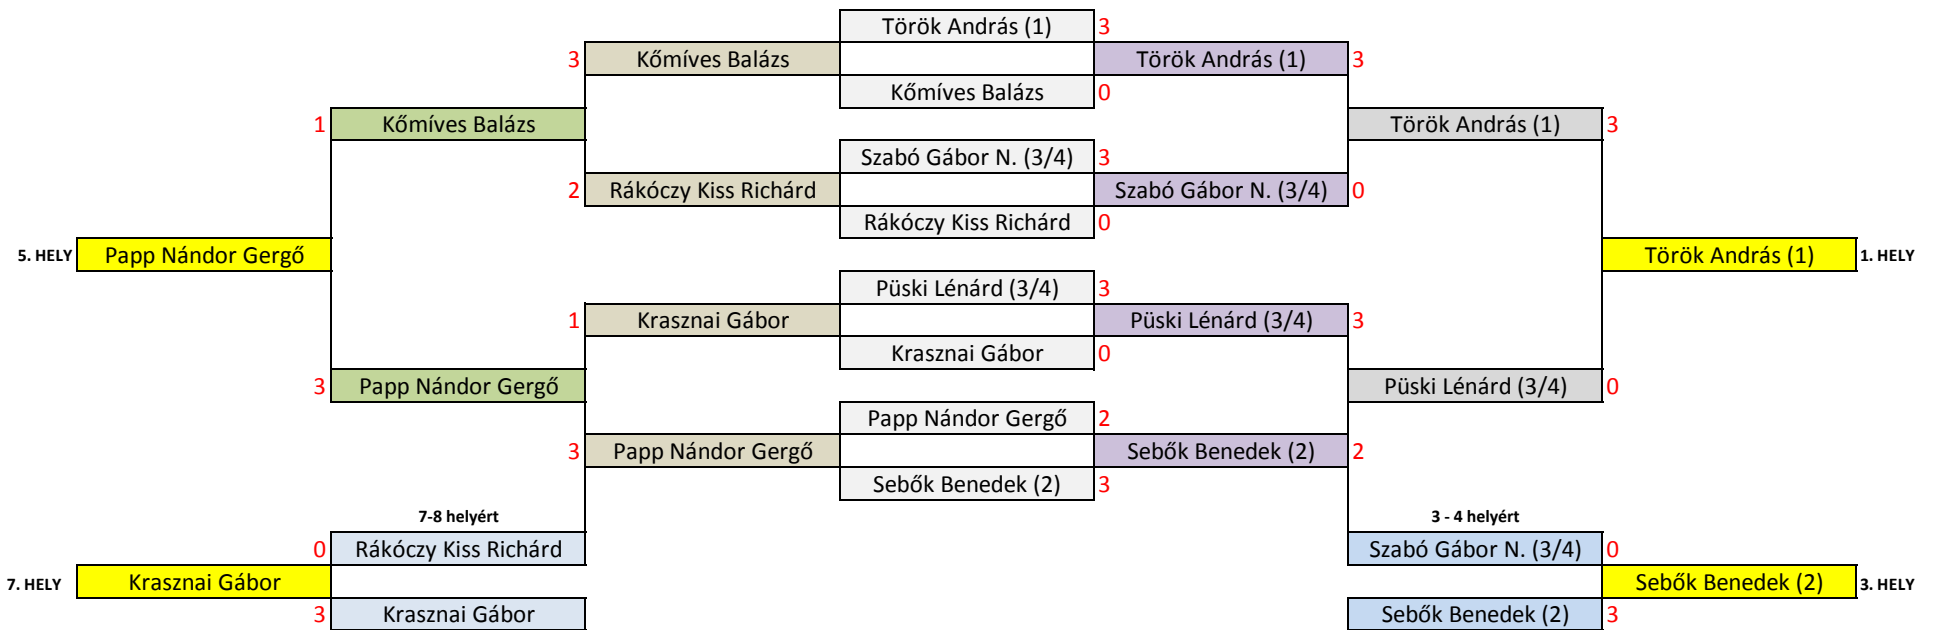 Török András (1) 3
3 Kőmíves Balázs Török András (1) 3
Kőmíves Balázs 0
1 Kőmíves Balázs Török András (1) 3
Szabó Gábor N. (3/4) 3
2 Rákóczy Kiss Richárd Szabó Gábor N. (3/4) 0
Rákóczy Kiss Richárd 0
5. HELY Papp Nándor Gergő Török András (1) 1. HELY
Püski Lénárd (3/4) 3
1 Krasznai Gábor Püski Lénárd (3/4) 3
Krasznai Gábor 0
3 Papp Nándor Gergő Püski Lénárd (3/4) 0
Papp Nándor Gergő 2
3 Papp Nándor Gergő Sebők Benedek (2) 2
Sebők Benedek (2) 3
7-8 helyért 3 - 4 helyért
0 Rákóczy Kiss Richárd Szabó Gábor N. (3/4) 0
7. HELY Krasznai Gábor Sebők Benedek (2) 3. HELY
3 Krasznai Gábor Sebők Benedek (2) 3